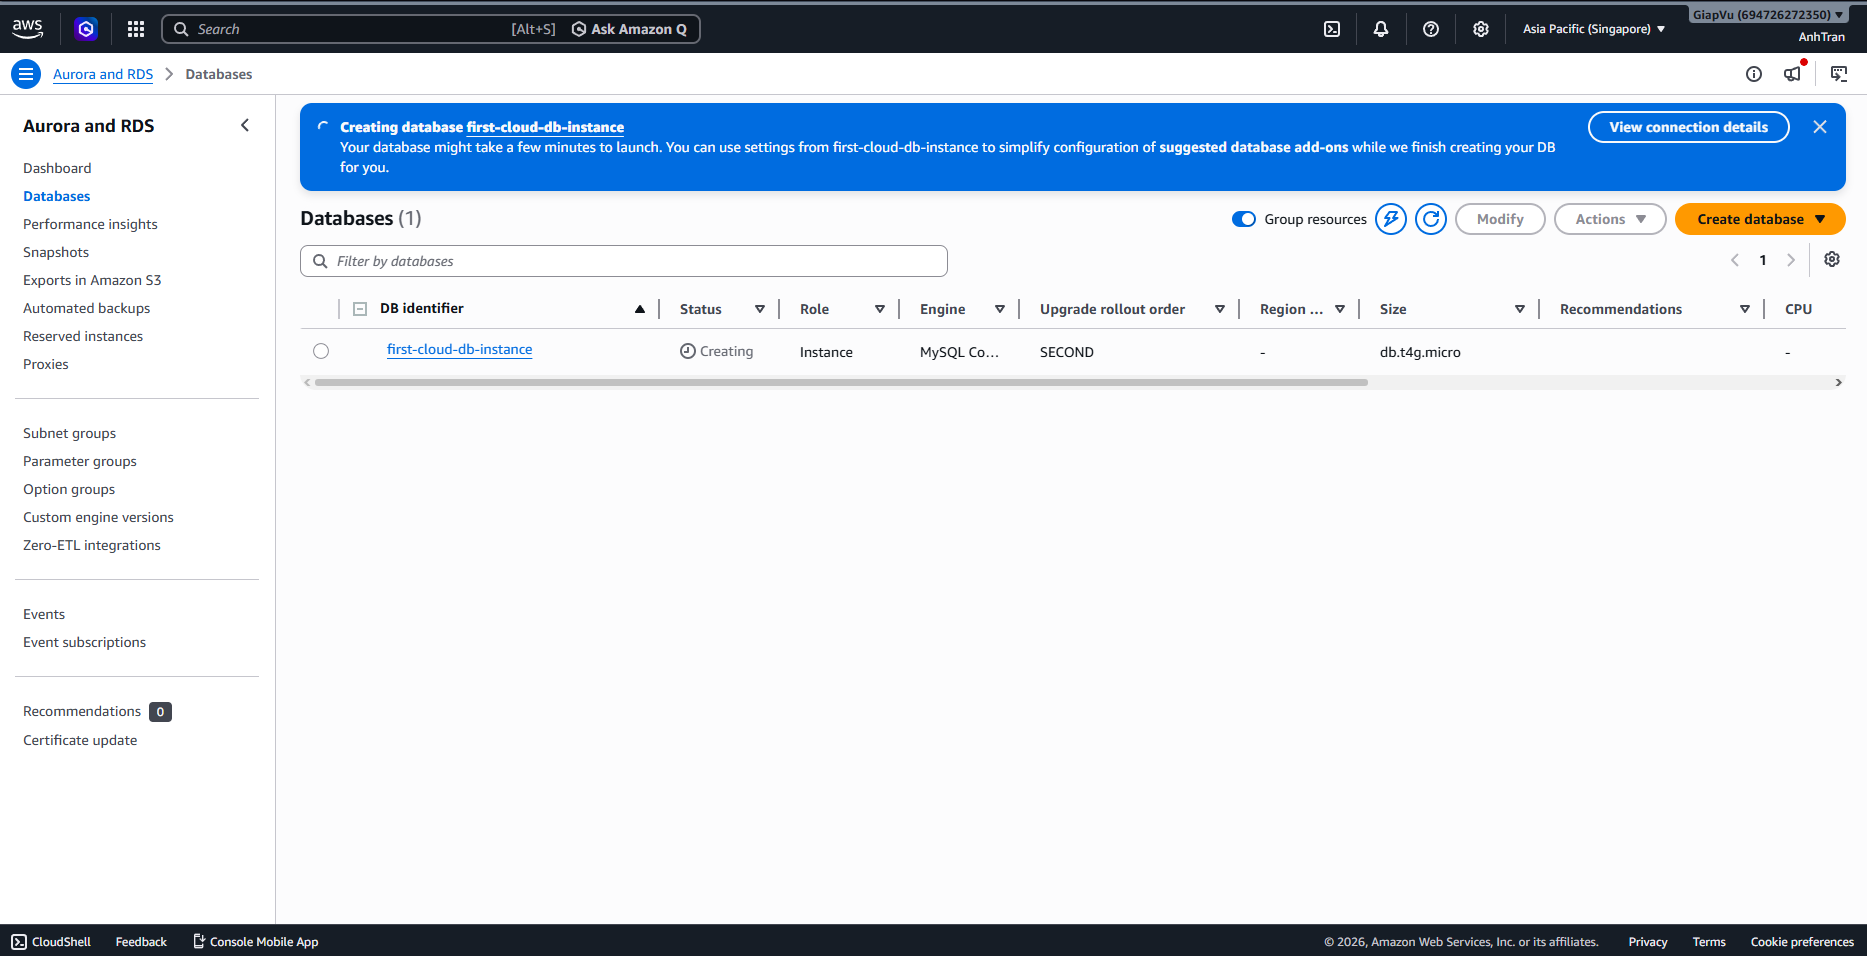 aws
Search
[Alt+S]
Ask Amazon Q
Asia Pacific (Singapore)
GiapVu (694726272350)
AnhTran
Aurora and RDS
Databases
Aurora and RDS
Dashboard
Databases
Performance insights
Snapshots
Exports in Amazon S3
Automated backups
Reserved instances
Proxies
Subnet groups
Parameter groups
Option groups
Custom engine versions
Zero-ETL integrations
Events
Event subscriptions
Recommendations 0
Certificate update
Creating database first-cloud-db-instance
Your database might take a few minutes to launch. You can use settings from first-cloud-db-instance to simplify configuration of suggested database add-ons while we finish creating your DB
for you.
View connection details
Databases (1)
Group resources
Modify
Actions
Create database
Filter by databases
1
DB identifier Status Role Engine Upgrade rollout order Region ... Size Recommendations CPU
first-cloud-db-instance Creating Instance MySQL Co... SECOND - db.t4g.micro -
CloudShell
Feedback
Console Mobile App
© 2026, Amazon Web Services, Inc. or its affiliates.
Privacy
Terms
Cookie preferences